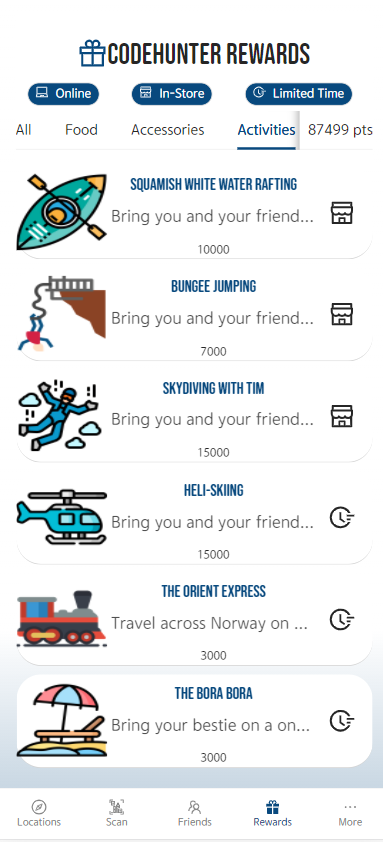 CODEHUNTER REWARDS
Online In-Store Limited Time
All Food Accessories Activities 87499 pts
SQUAMISH WHITE WATER RAFTING
Bring you and your friend...
10000
BUNGEE JUMPING
Bring you and your friend...
7000
SKYDIVING WITH TIM
Bring you and your friend...
15000
HELI-SKIING
Bring you and your friend...
15000
THE ORIENT EXPRESS
Travel across Norway on ...
3000
THE BORA BORA
Bring your bestie on a on...
3000
Locations Scan Friends Rewards More